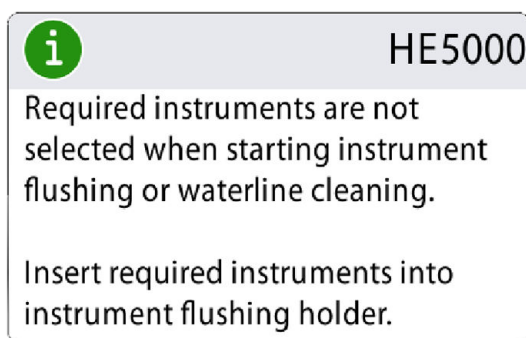 i
HE5000
Required instruments are not
selected when starting instrument
flushing or waterline cleaning.
Insert required instruments into
instrument flushing holder.